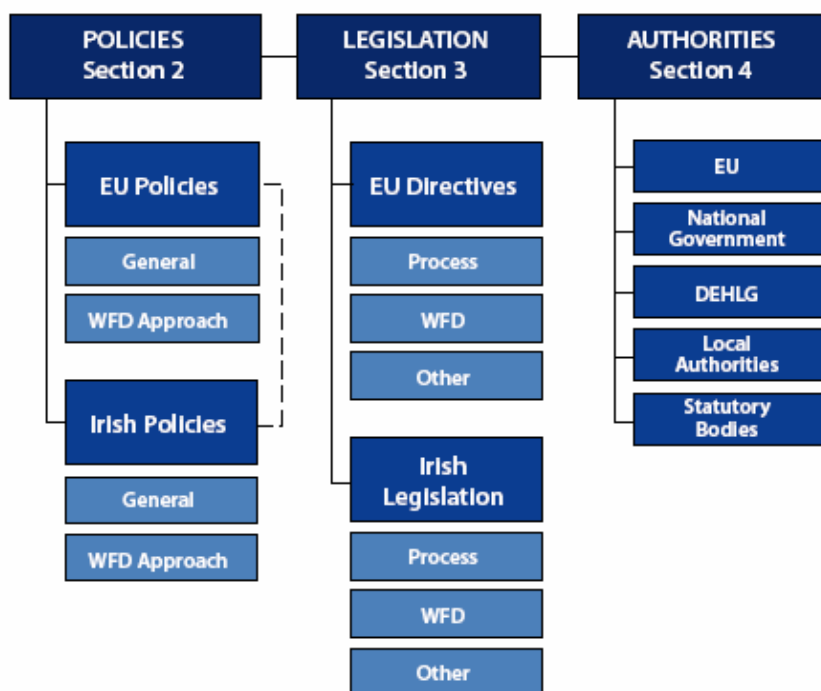 POLICIES
Section 2
LEGISLATION
Section 3
AUTHORITIES
Section 4
EU Policies
General
WFD Approach
Irish Policies
General
WFD Approach
EU Directives
Process
WFD
Other
Irish
Legislation
Process
WFD
Other
EU
National
Government
DEHLG
Local
Authorities
Statutory
Bodies